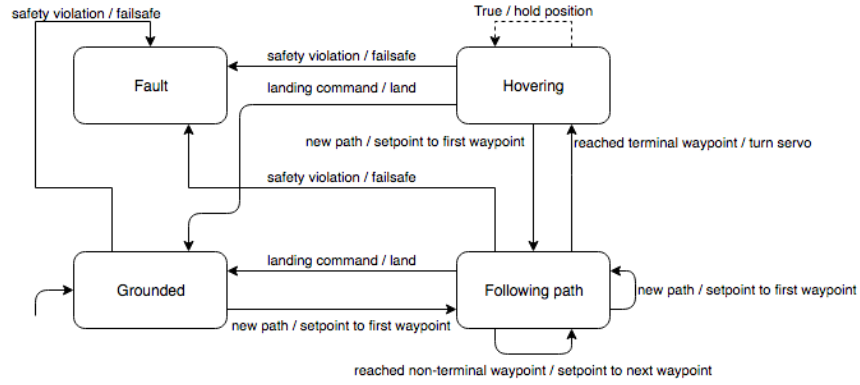 True / hold position
safety violation / failsafe
Fault
safety violation / failsafe
Hovering
landing command / land
new path / setpoint to first waypoint
reached terminal waypoint / turn servo
safety violation / failsafe
landing command / land
Grounded
Following path
new path / setpoint to first waypoint
new path / setpoint to first waypoint
reached non-terminal waypoint / setpoint to next waypoint